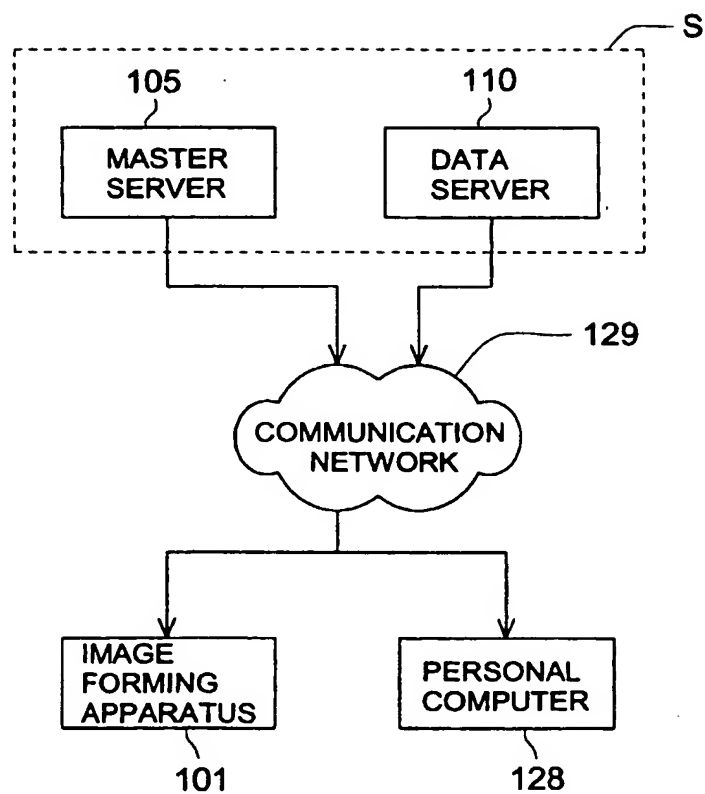 S
105
110
MASTER
SERVER
DATA
SERVER
129
COMMUNICATION
NETWORK
IMAGE
FORMING
APPARATUS
PERSONAL
COMPUTER
101
128